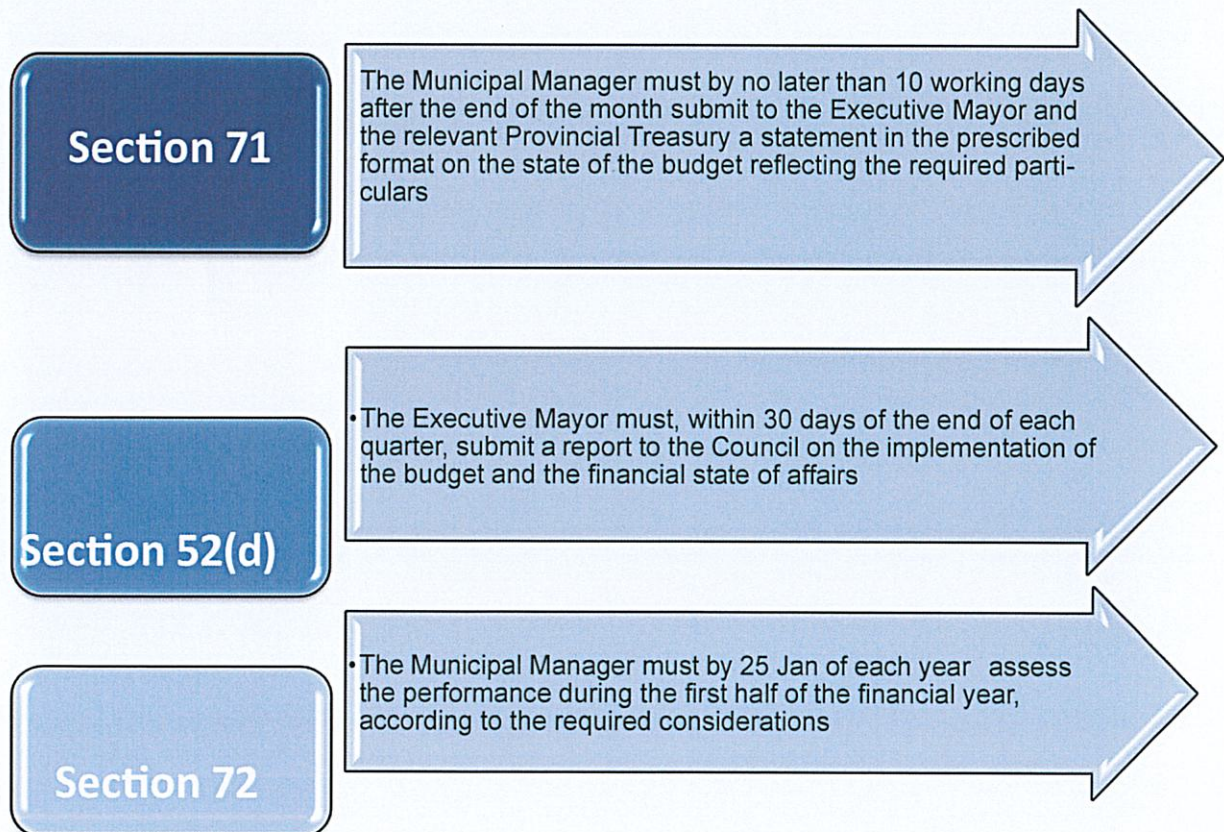 Section 71
The Municipal Manager must by no later than 10 working days
after the end of the month submit to the Executive Mayor and
the relevant Provincial Treasury a statement in the prescribed
format on the state of the budget reflecting the required parti-
culars
Section 52(d)
•The Executive Mayor must, within 30 days of the end of each
quarter, submit a report to the Council on the implementation of
the budget and the financial state of affairs
Section 72
•The Municipal Manager must by 25 Jan of each year assess
the performance during the first half of the financial year,
according to the required considerations